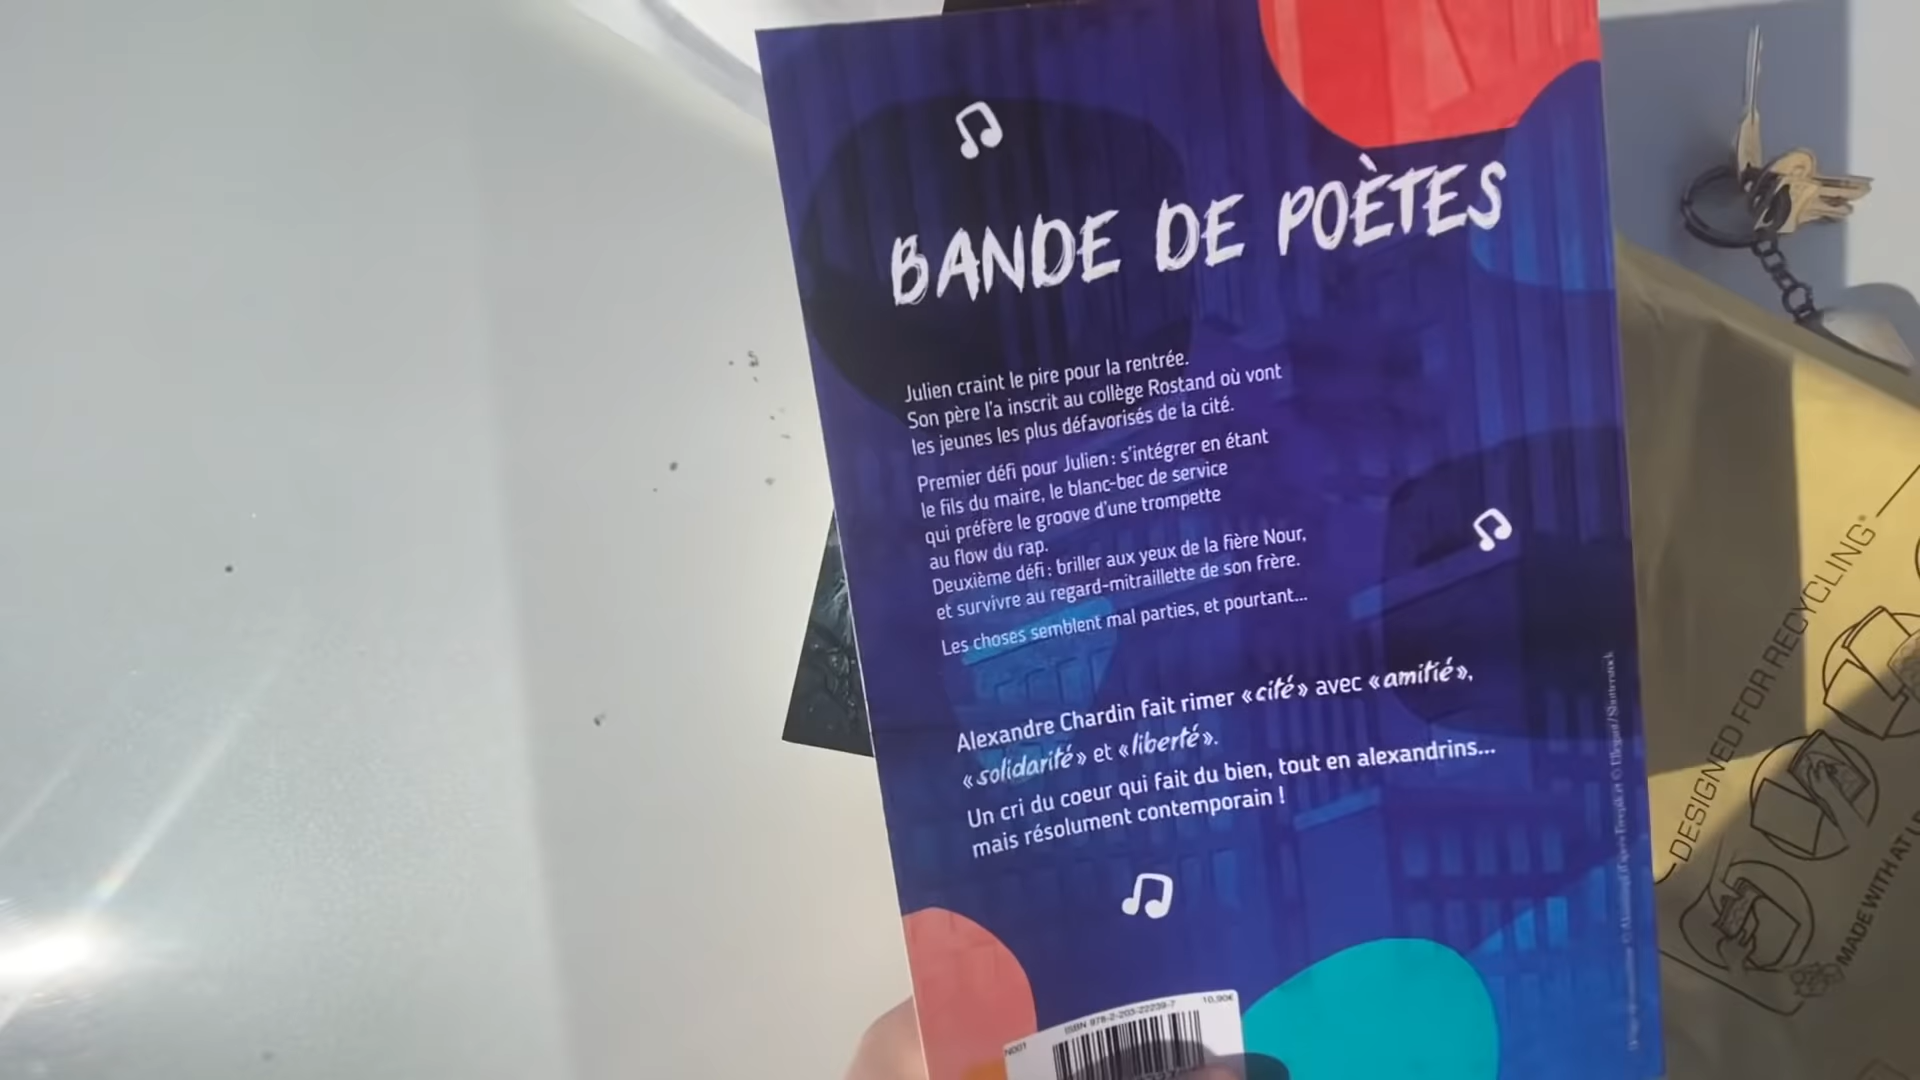 BANDE DE POÈTES
Julien craint le pire pour la rentrée.
Son père l'a inscrit au collège Rostand où vont
les jeunes les plus défavorisés de la cité.
Premier défi pour Julien : s'intégrer en étant
le fils du maire, le blanc-bec de service
qui préfère le groove d'une trompette
au flow du rap.
Deuxième défi : briller aux yeux de la fière Nour,
et survivre au regard-mitraillette de son frère.
Les choses semblent mal parties, et pourtant...
Alexandre Chardin fait rimer « cité » avec « amitié »,
« solidarité » et « liberté ».
Un cri du coeur qui fait du bien, tout en alexandrins...
mais résolument contemporain !
N001
ISBN 978-2-203-22239-7
10,90€
DESIGNED FOR RECYCLING
MADE WITH AT L